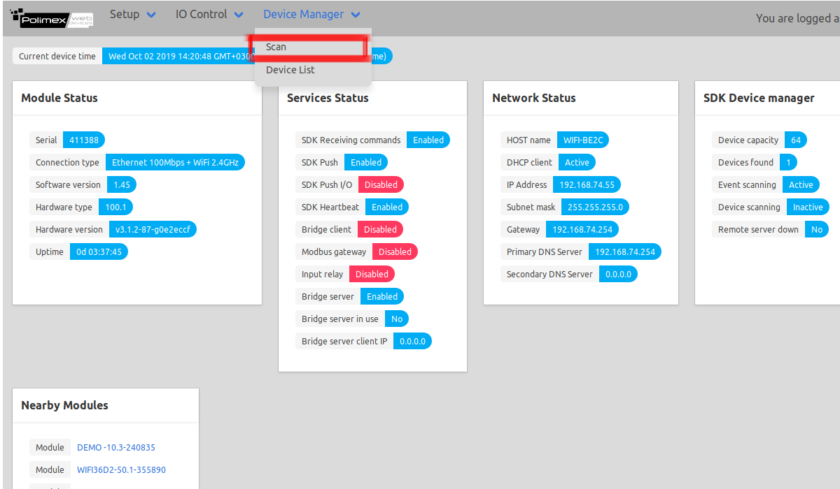 Polimex web devices
Setup IO Control Device Manager
You are logged a
Scan
Device List
Current device time Wed Oct 02 2019 14:20:48 GMT+030 me)
Module Status
Serial 411388
Connection type Ethernet 100Mbps + WiFi 2.4GHz
Software version 1.45
Hardware type 100.1
Hardware version v3.1.2-87-g0e2eccf
Uptime 0d 03:37:45
Services Status
SDK Receiving commands Enabled
SDK Push Enabled
SDK Push I/O Disabled
SDK Heartbeat Enabled
Bridge client Disabled
Modbus gateway Disabled
Input relay Disabled
Bridge server Enabled
Bridge server in use No
Bridge server client IP 0.0.0.0
Network Status
HOST name WIFI-BE2C
DHCP client Active
IP Address 192.168.74.55
Subnet mask 255.255.255.0
Gateway 192.168.74.254
Primary DNS Server 192.168.74.254
Secondary DNS Server 0.0.0.0
SDK Device manager
Device capacity 64
Devices found 1
Event scanning Active
Device scanning Inactive
Remote server down No
Nearby Modules
Module DEMO-10.3-240835
Module WIFI36D2-50.1-355890